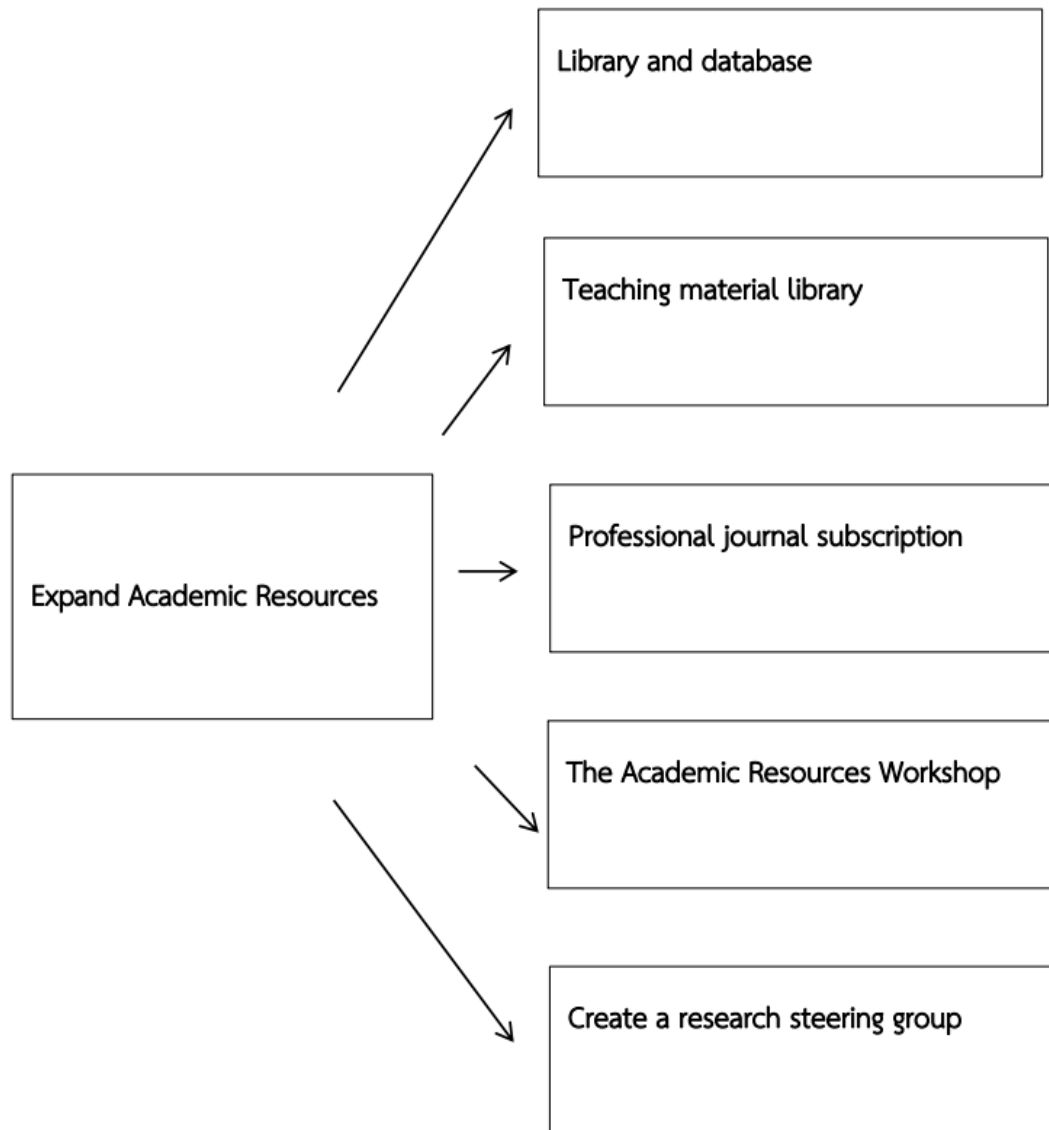 Library and database
Teaching material library
Professional journal subscription
Expand Academic Resources
The Academic Resources Workshop
Create a research steering group